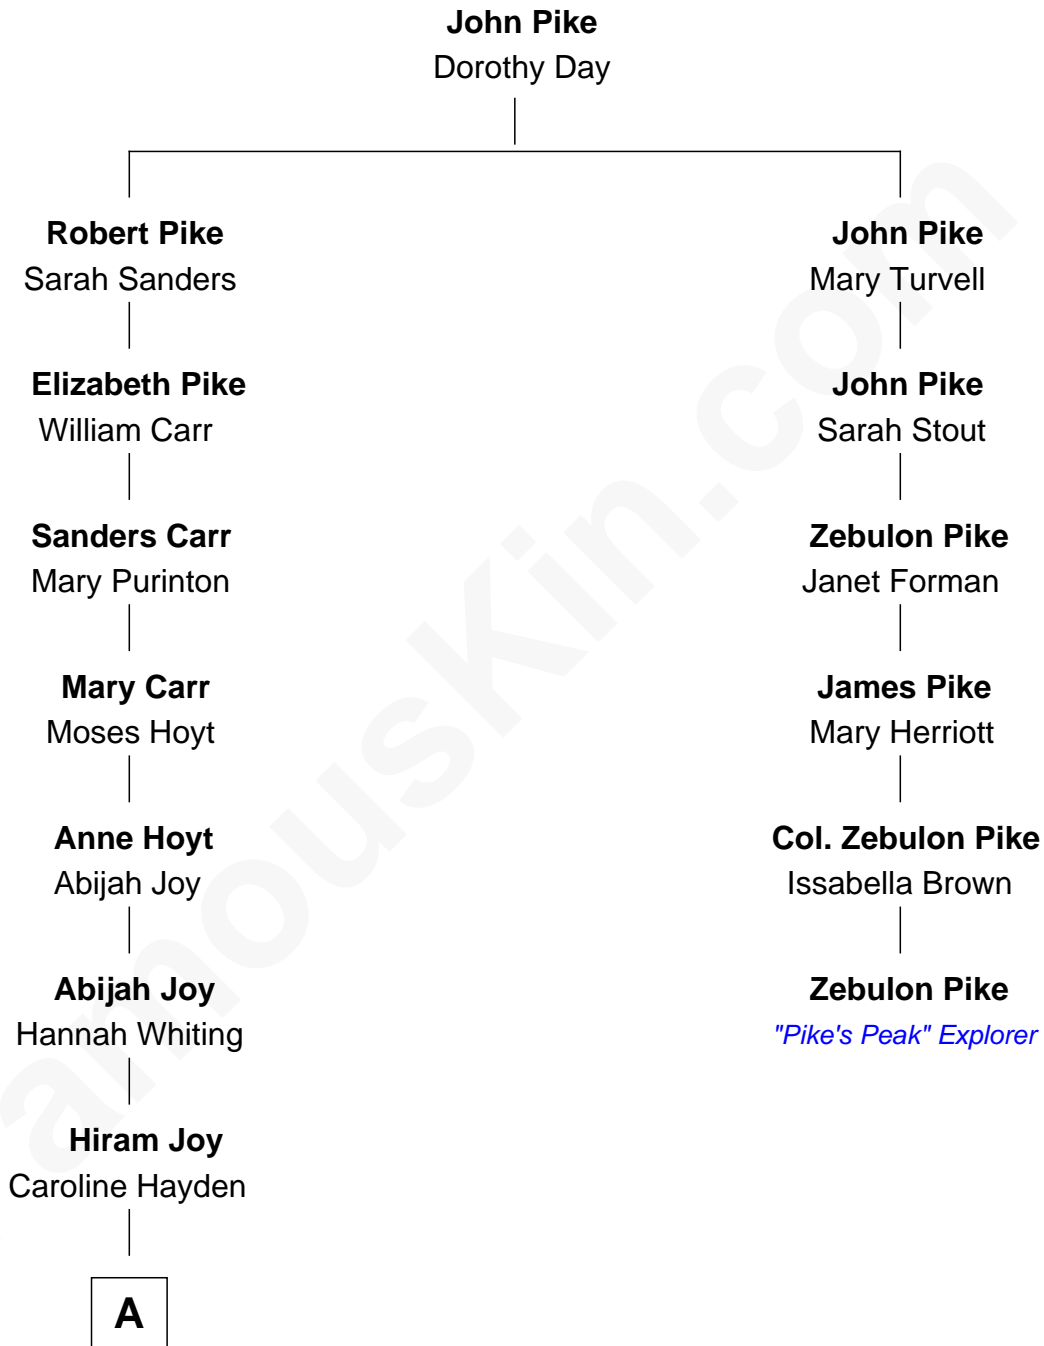 John Pike
Dorothy Day
Robert Pike
Sarah Sanders
John Pike
Mary Turvell
Elizabeth Pike
William Carr
John Pike
Sarah Stout
Sanders Carr
Mary Purinton
Zebulon Pike
Janet Forman
Mary Carr
Moses Hoyt
James Pike
Mary Herriott
Anne Hoyt
Abijah Joy
Col. Zebulon Pike
Issabella Brown
Abijah Joy
Hannah Whiting
Zebulon Pike
"Pike's Peak" Explorer
Hiram Joy
Caroline Hayden
A
amousKin.com